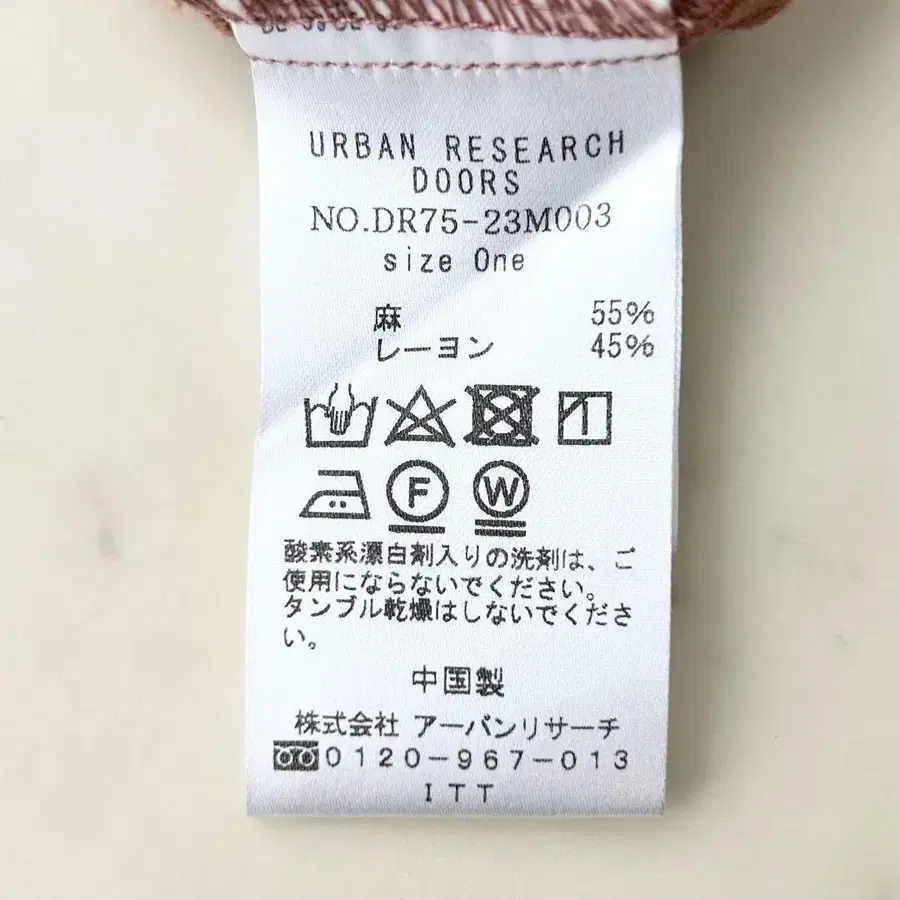 URBAN RESEARCH
DOORS
NO.DR75-23M003
size One
麻 55%
レーヨン 45%
F W
酸素系漂白剤入りの洗剤は、ご
使用にならないでください。
タンブル乾燥はしないでくださ
い。
中国製
株式会社 アーバンリサーチ
0120-967-013
ITT